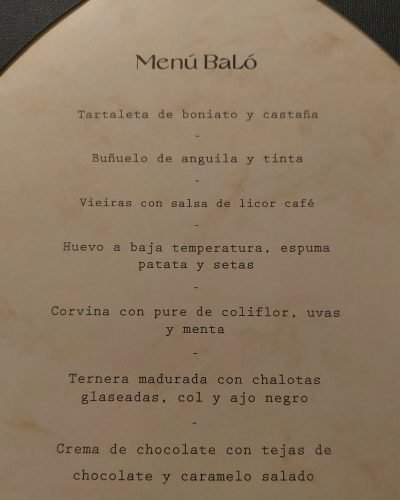 Menú BaLó
Tartaleta de boniato y castaña
-
Buñuelo de anguila y tinta
-
Vieiras con salsa de licor café
-
Huevo a baja temperatura, espuma
patata y setas
-
Corvina con pure de coliflor, uvas
y menta
-
Ternera madurada con chalotas
glaseadas, col y ajo negro
-
Crema de chocolate con tejas de
chocolate y caramelo salado